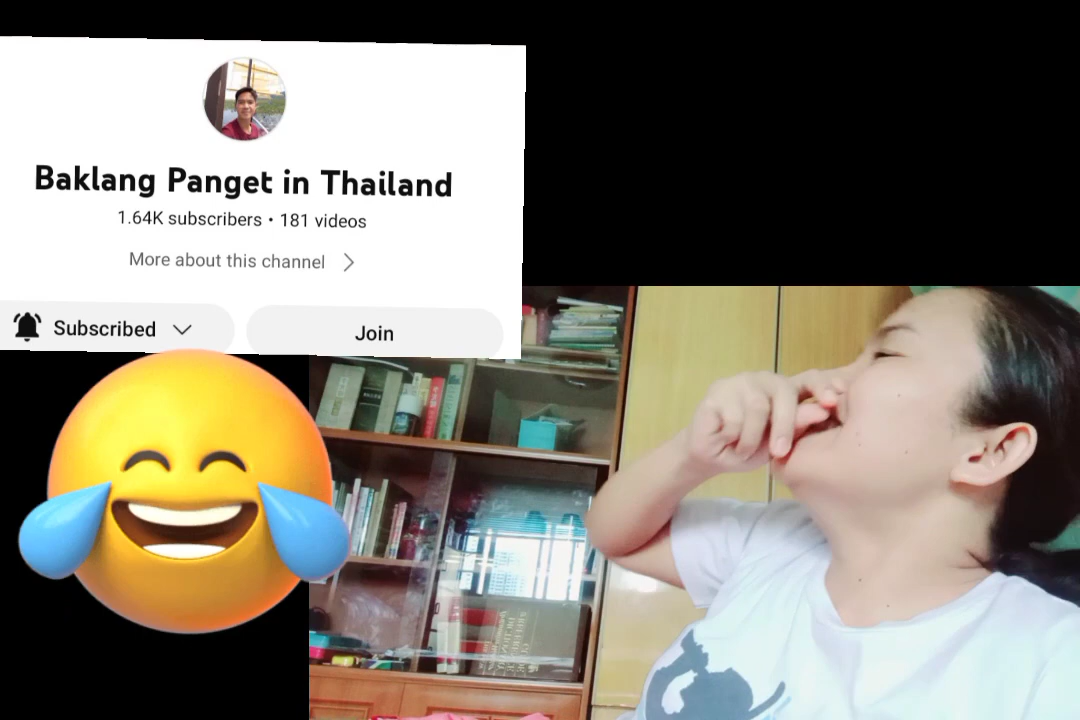 Baklang Panget in Thailand
1.64K subscribers • 181 videos
More about this channel
Subscribed
Join